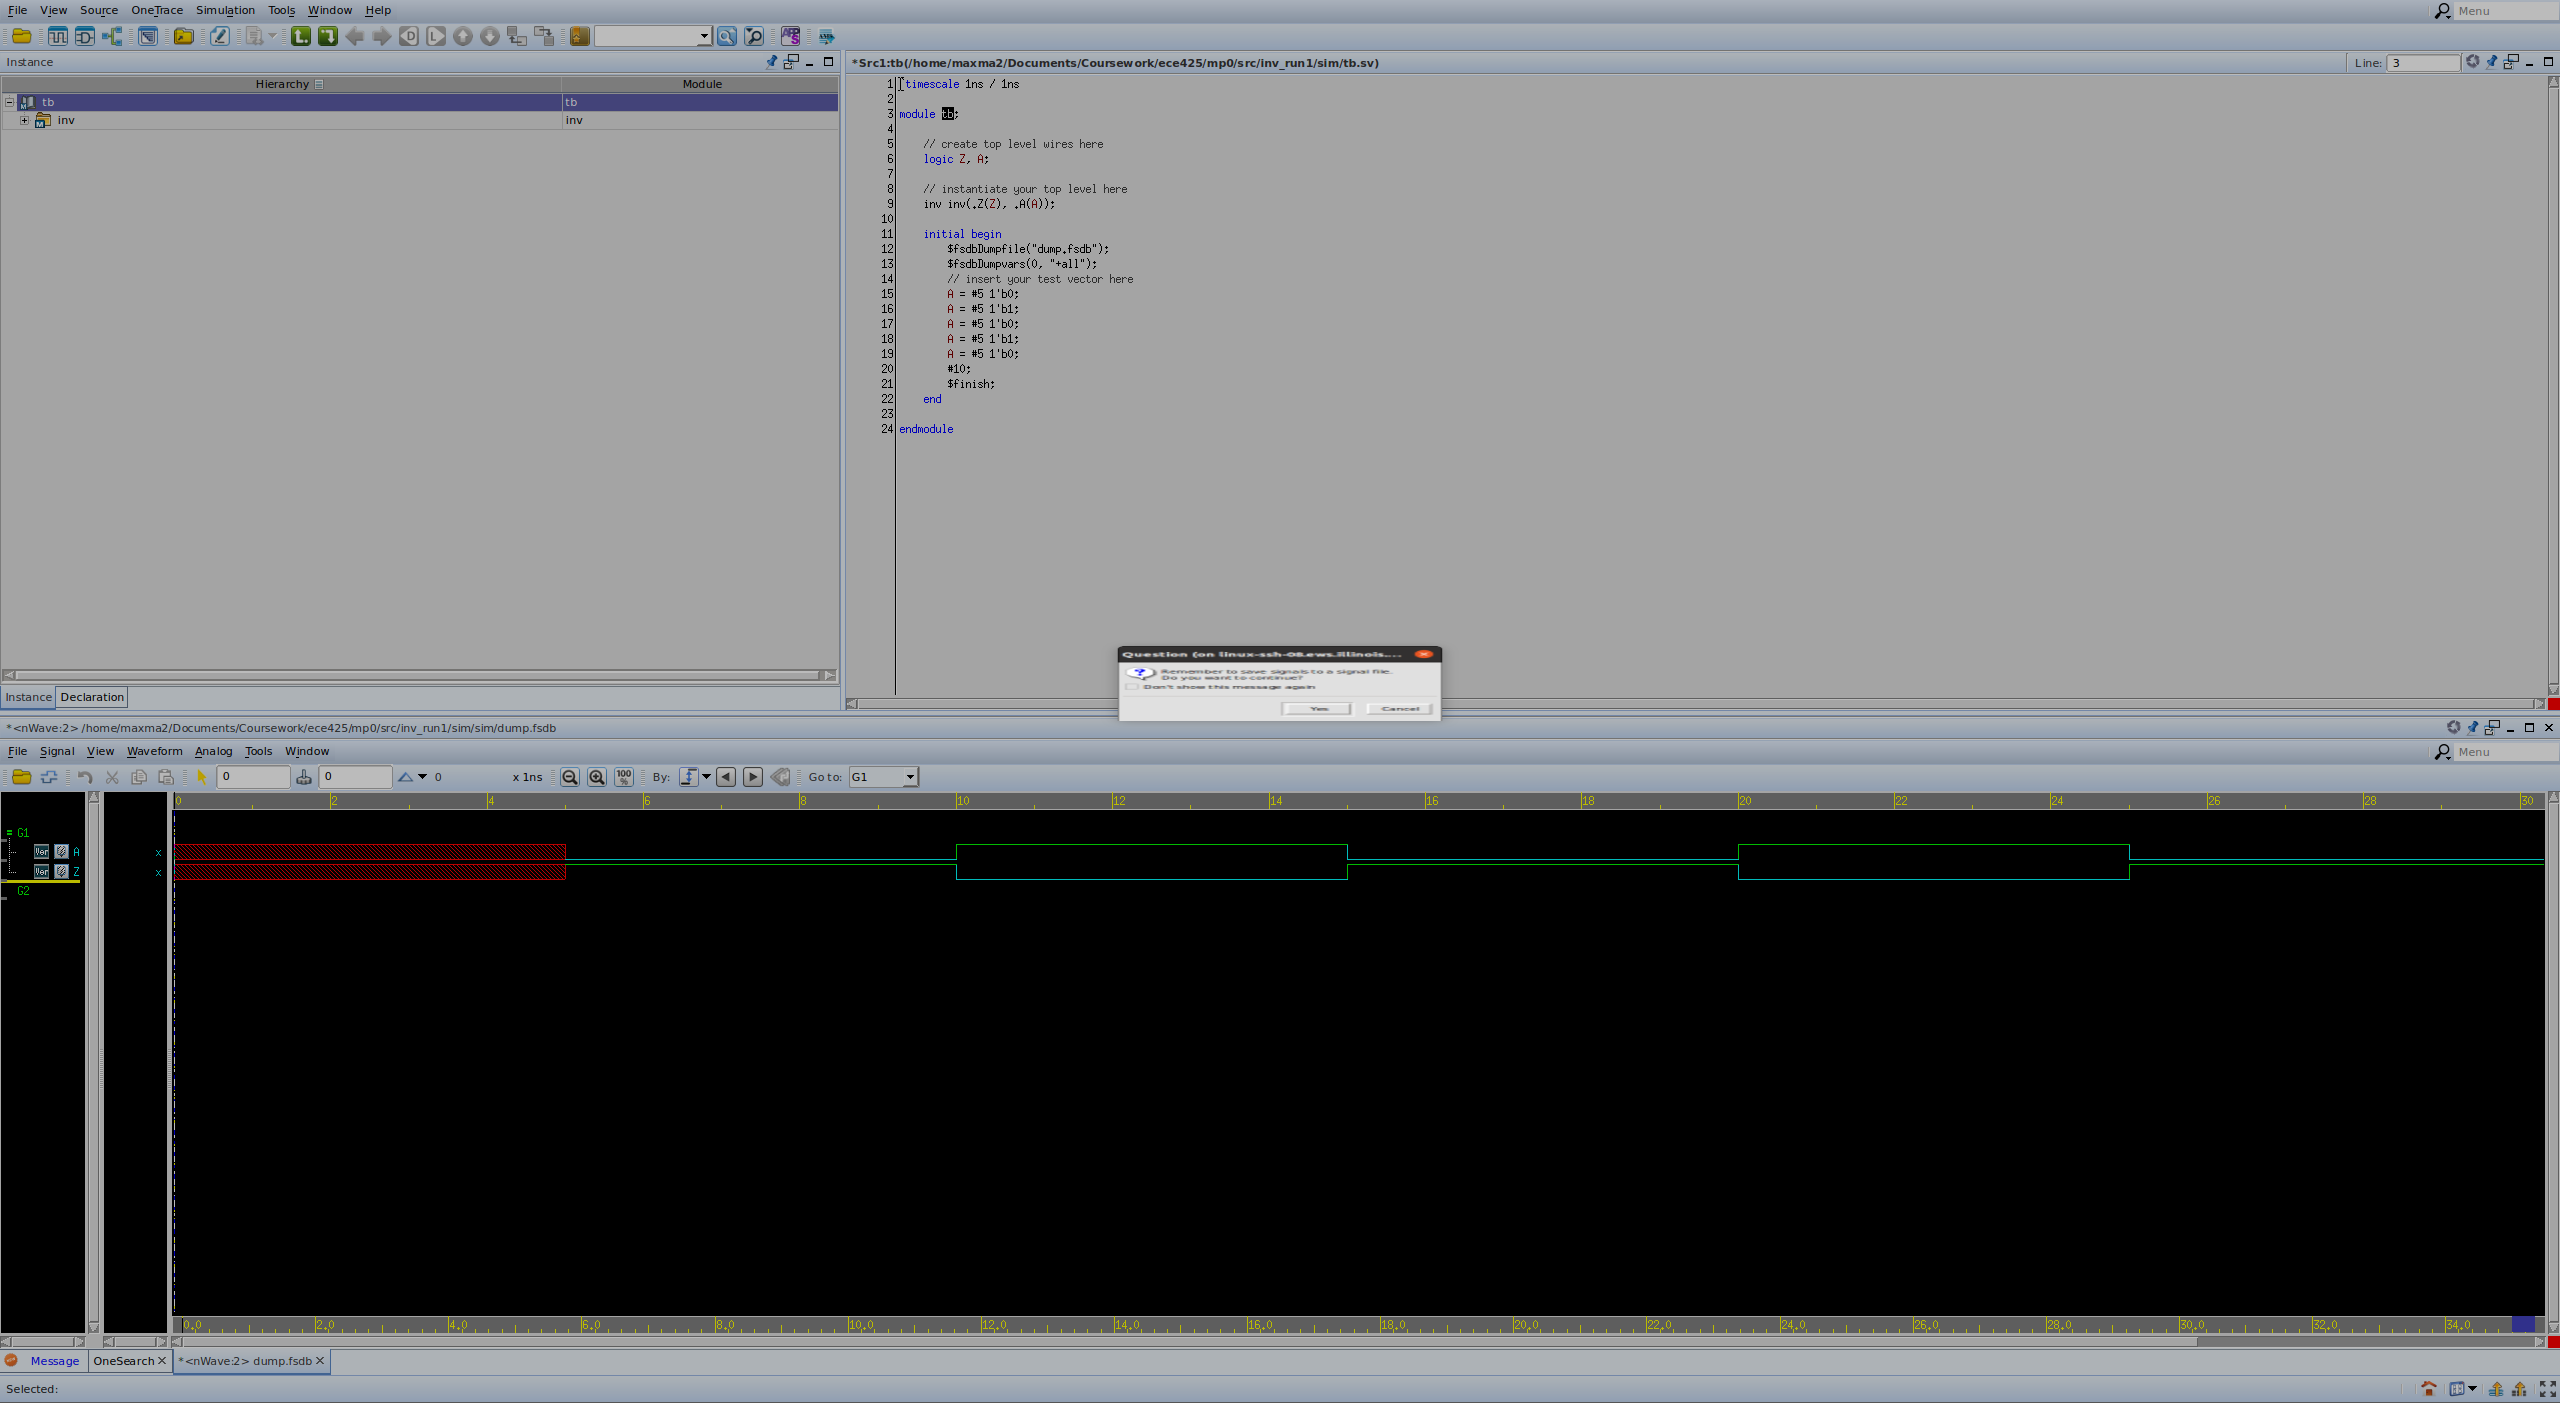 File View Source OneTrace Simulation Tools Window Help
Menu
Instance
Hierarchy Module
tb tb
inv inv
Instance Declaration
*Src1:tb(/home/maxma2/Documents/Coursework/ece425/mp0/src/inv_run1/sim/tb.sv)
Line: 3
1 `timescale 1ns / 1ns
2
3 module tb;
4
5 // create top level wires here
6 logic Z, A;
7
8 // instantiate your top level here
9 inv inv(.Z(Z), .A(A));
10
11 initial begin
12 $fsdbDumpfile("dump.fsdb");
13 $fsdbDumpvars(0, "+all");
14 // insert your test vector here
15 A = #5 1'b0;
16 A = #5 1'b1;
17 A = #5 1'b0;
18 A = #5 1'b1;
19 A = #5 1'b0;
20 #10;
21 $finish;
22 end
23
24 endmodule
Question (on linux-ssh-08.ews.illinois....
Remember to save signals to a signal file.
Do you want to continue?
Don't show this message again
Yes Cancel
*<nWave:2> /home/maxma2/Documents/Coursework/ece425/mp0/src/inv_run1/sim/sim/dump.fsdb
File Signal View Waveform Analog Tools Window
Menu
0 0 0 x 1ns 100 % By: Go to: G1
0 2 4 6 8 10 12 14 16 18 20 22 24 26 28 30
G1
Var A x
Var Z x
G2
0.0 2.0 4.0 6.0 8.0 10.0 12.0 14.0 16.0 18.0 20.0 22.0 24.0 26.0 28.0 30.0 32.0 34.0
Message OneSearch *<nWave:2> dump.fsdb
Selected: